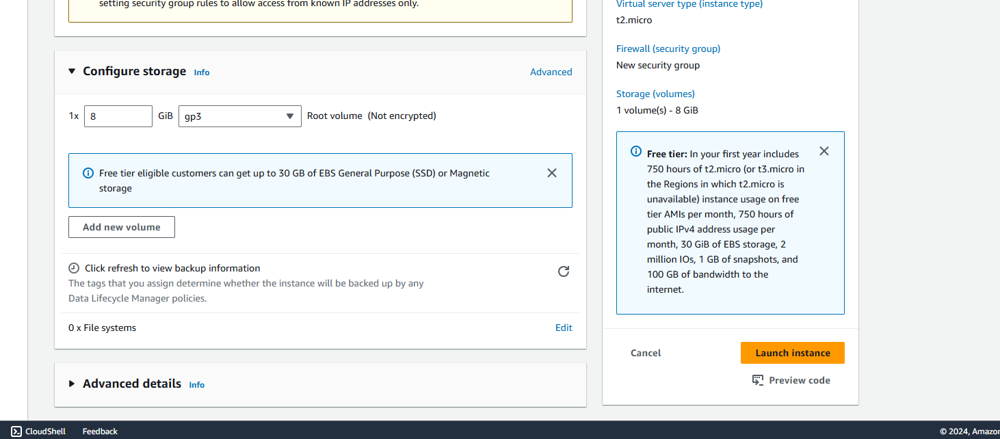 setting security group rules to allow access from known IP addresses only.
Configure storage Info
Advanced
1x 8 GiB gp3 Root volume (Not encrypted)
Free tier eligible customers can get up to 30 GB of EBS General Purpose (SSD) or Magnetic
storage
Add new volume
Click refresh to view backup information
The tags that you assign determine whether the instance will be backed up by any
Data Lifecycle Manager policies.
0 x File systems
Edit
Advanced details Info
Virtual server type (instance type)
t2.micro
Firewall (security group)
New security group
Storage (volumes)
1 volume(s) - 8 GiB
Free tier: In your first year includes
750 hours of t2.micro (or t3.micro in
the Regions in which t2.micro is
unavailable) instance usage on free
tier AMIs per month, 750 hours of
public IPv4 address usage per
month, 30 GiB of EBS storage, 2
million IOs, 1 GB of snapshots, and
100 GB of bandwidth to the
internet.
Cancel
Launch instance
Preview code
CloudShell Feedback
© 2024, Amazon